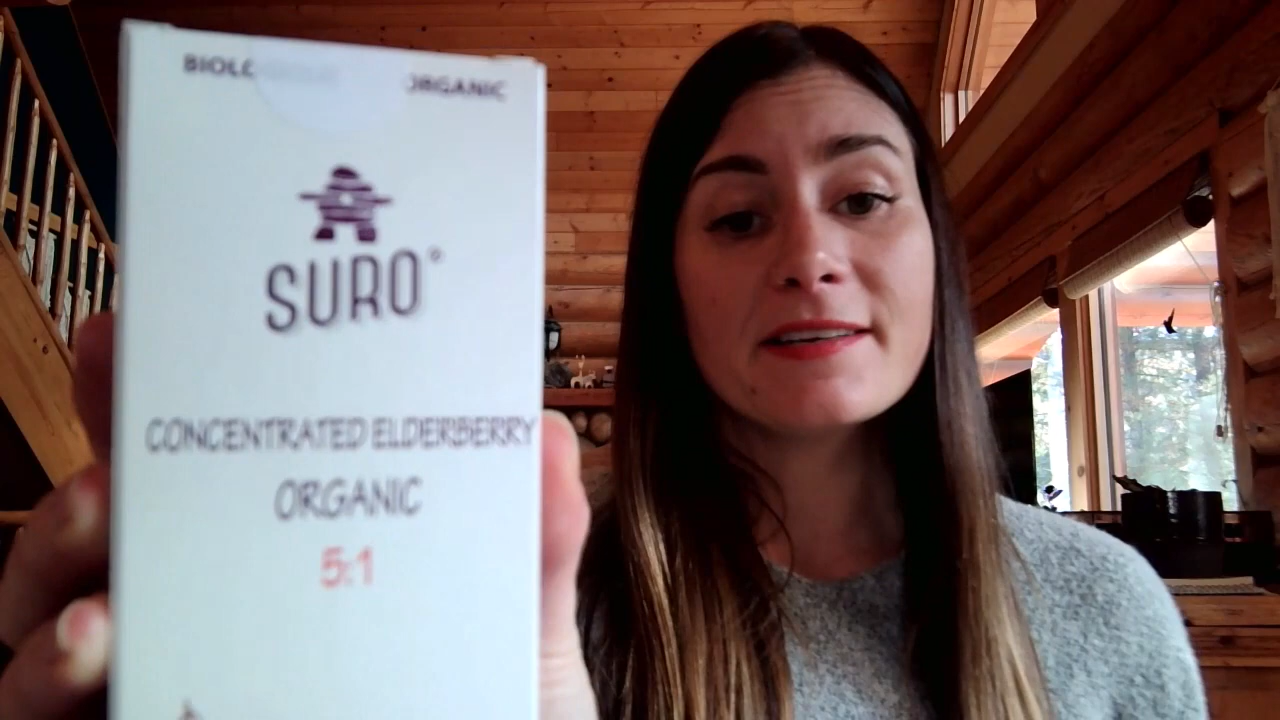 ORGANIC
SURO
CONCENTRATED ELDERBERRY
ORGANIC
5:1